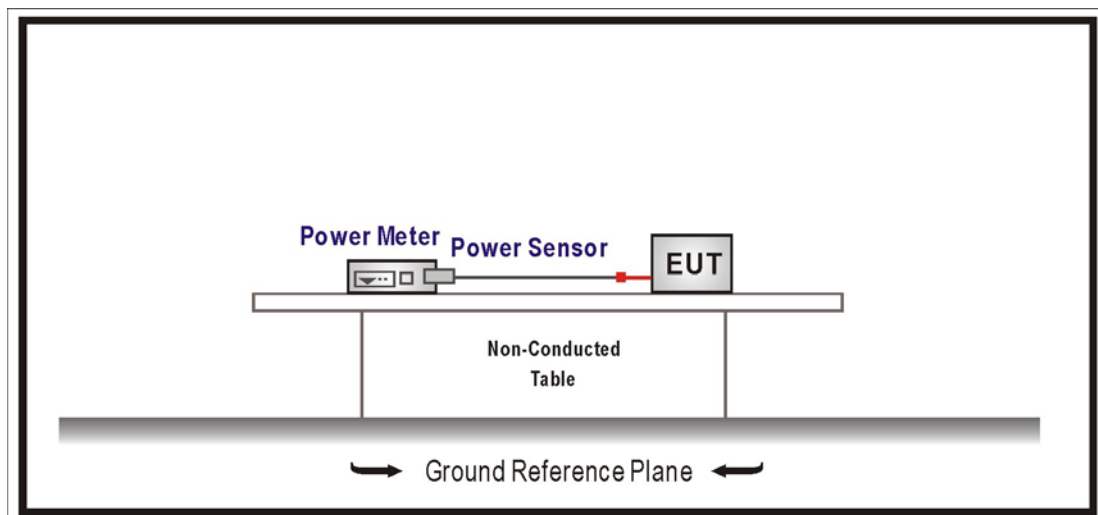 Power Meter
Power Sensor
EUT
Non-Conducted
Table
Ground Reference Plane